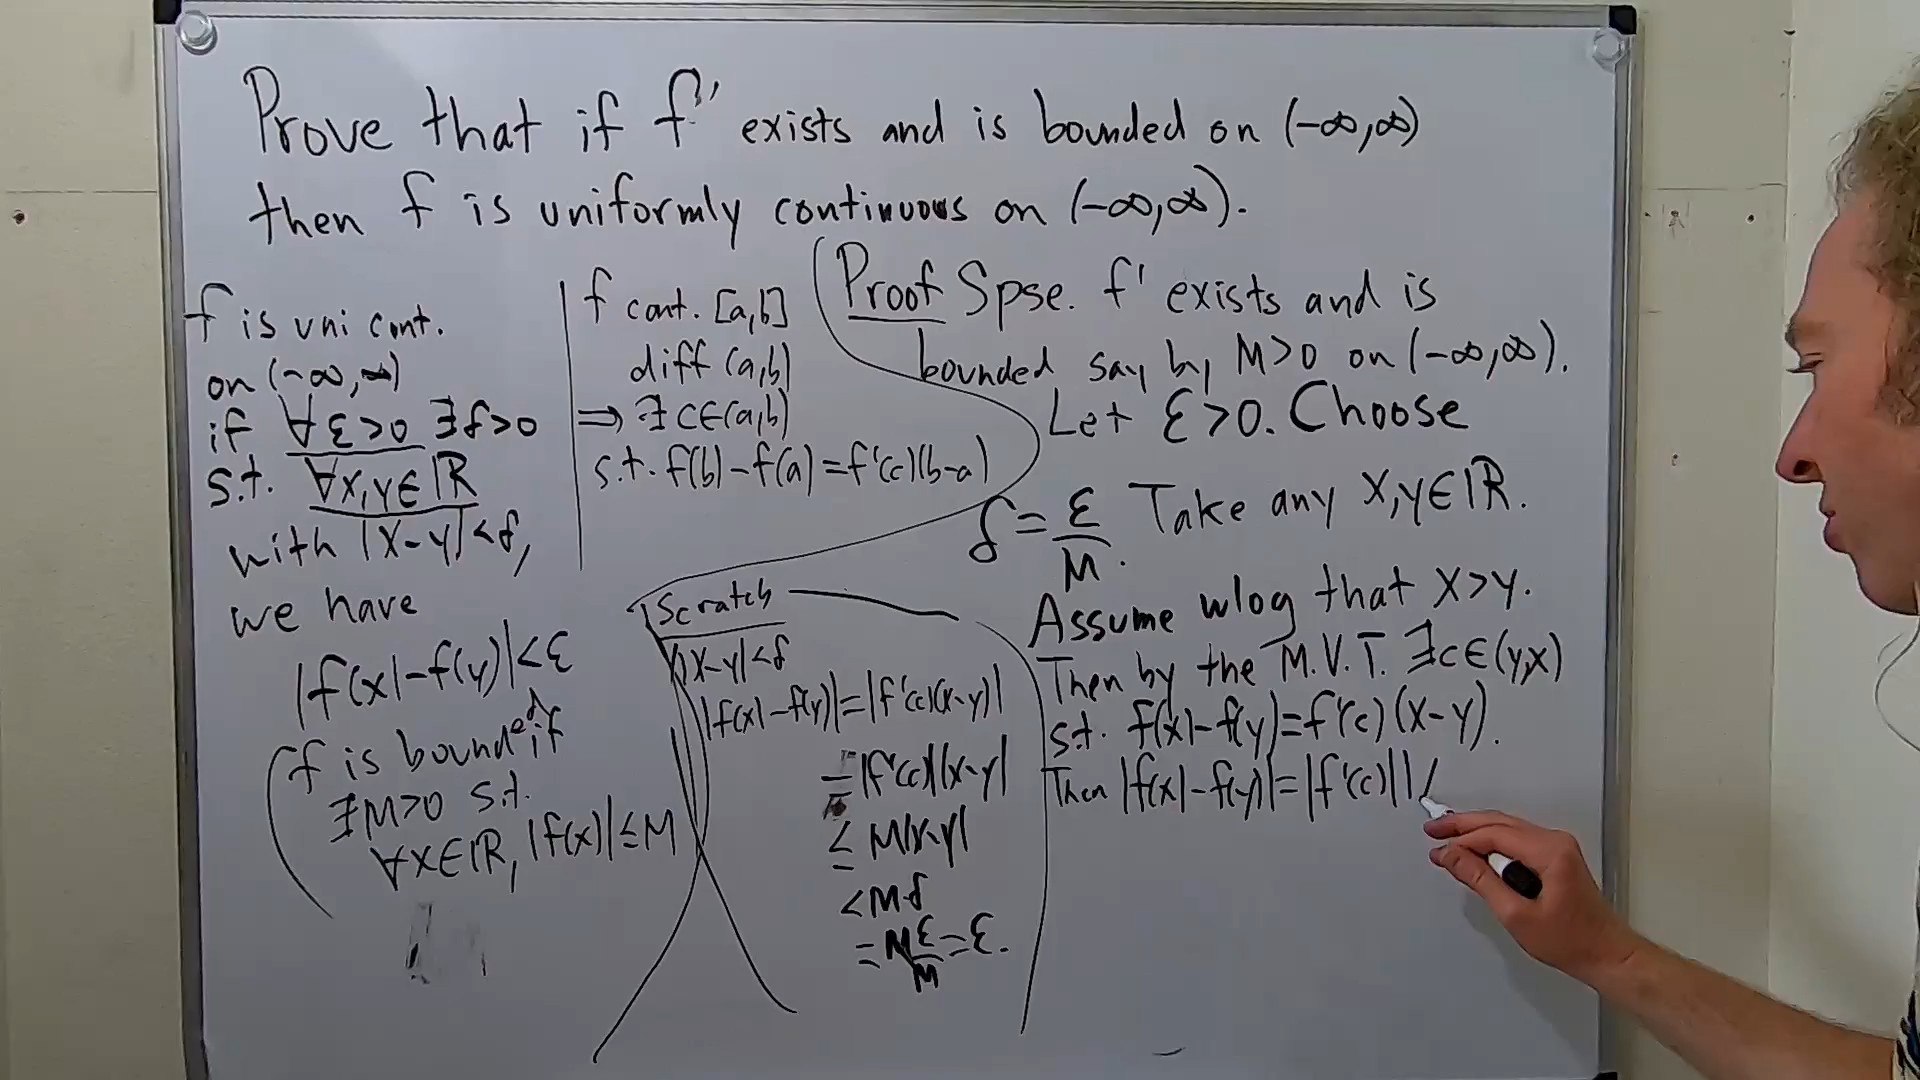 Prove that if f' exists and is bounded on (-∞,∞)
then f is uniformly continuous on (-∞,∞).
f is uni cont.
on (-∞,∞)
if ∀ε>0 ∃δ>0
s.t. ∀x,y∈ℝ
with |x-y|<δ,
we have
|f(x)-f(y)|<ε
f is bounded if
∃M>0 s.t.
∀x∈ℝ, |f(x)|≤M
f cont. [a,b]
diff (a,b)
⟹ ∃c∈(a,b)
s.t. f(b)-f(a)=f'(c)(b-a)
Scratch
|x-y|<δ
|f(x)-f(y)|=|f'(c)(x-y)|
=|f'(c)||x-y|
≤M|x-y|
<Mδ
=M ε/M=ε.
Proof Spse. f' exists and is
bounded say by M>0 on (-∞,∞).
Let ε>0. Choose
δ=ε/M. Take any x,y∈ℝ.
Assume wlog that x>y.
Then by the M.V.T. ∃c∈(y,x)
s.t. f(x)-f(y)=f'(c)(x-y).
Then |f(x)-f(y)|=|f'(c)||